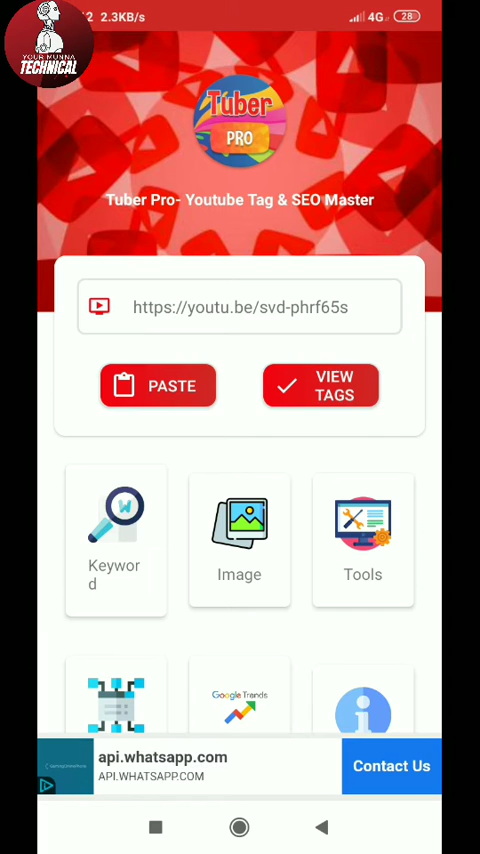 2 2.3KB/s 4G 28
YOUR MUNNA
TECHNICAL
Tuber
PRO
Tuber Pro- Youtube Tag & SEO Master
https://youtu.be/svd-phrf65s
PASTE
VIEW
TAGS
W
Keywor
d
Image
Tools
Google Trends
api.whatsapp.com
API.WHATSAPP.COM
Contact Us